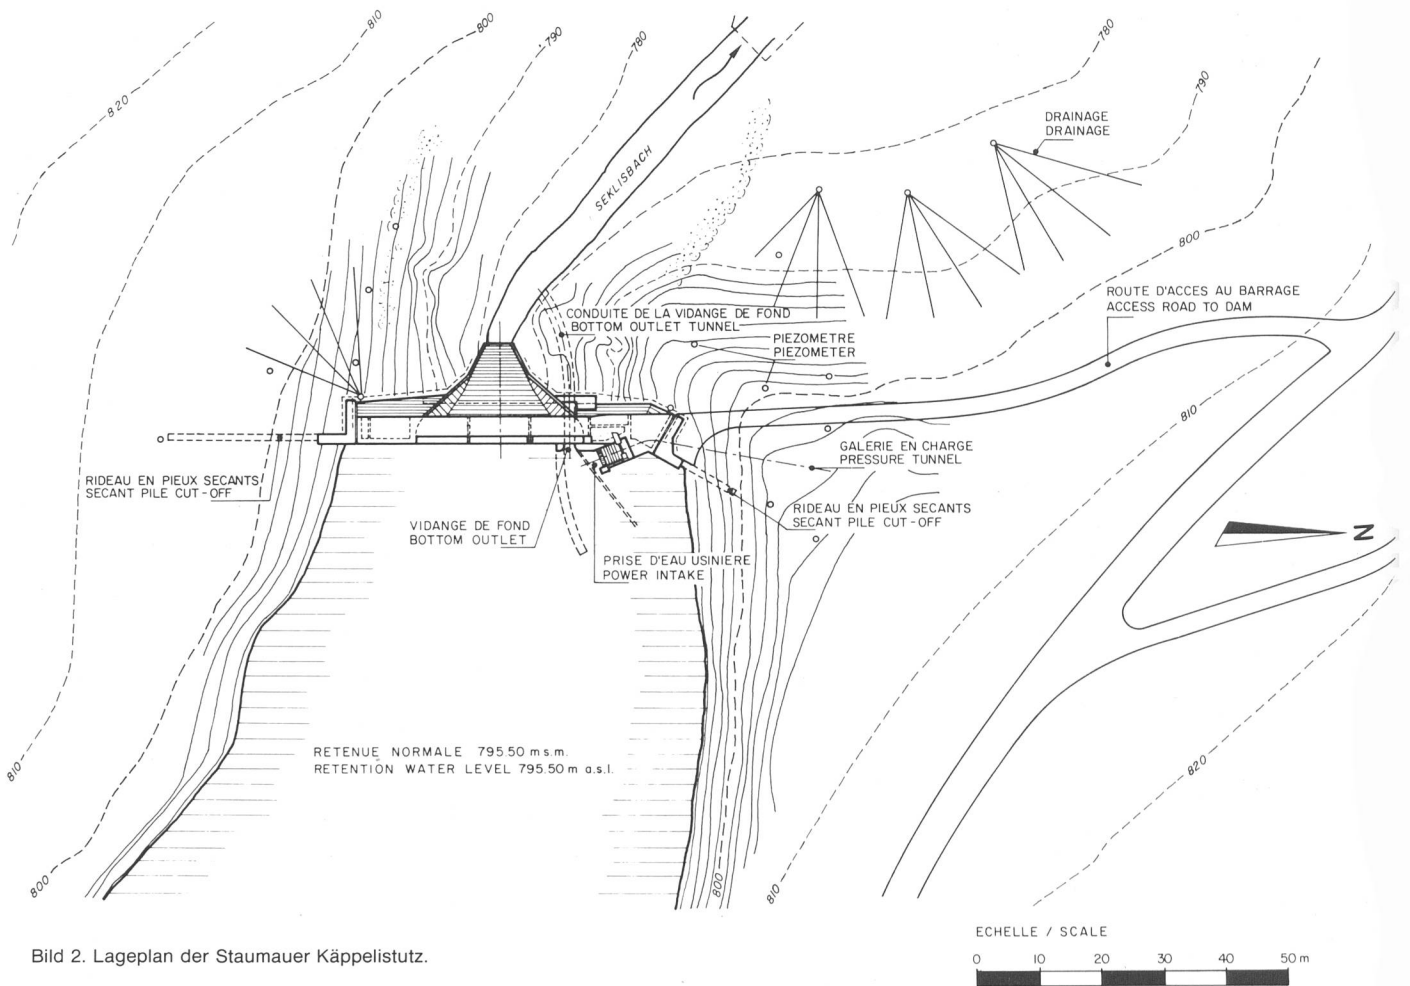 820
810
800
790
780
780
790
DRAINAGE
DRAINAGE
SEKLISBACH
800
ROUTE D'ACCES AU BARRAGE
ACCESS ROAD TO DAM
CONDUITE DE LA VIDANGE DE FOND
BOTTOM OUTLET TUNNEL
PIEZOMETRE
PIEZOMETER
810
GALERIE EN CHARGE
PRESSURE TUNNEL
RIDEAU EN PIEUX SECANTS
SECANT PILE CUT-OFF
RIDEAU EN PIEUX SECANTS
SECANT PILE CUT-OFF
VIDANGE DE FOND
BOTTOM OUTLET
N
PRISE D'EAU USINIERE
POWER INTAKE
RETENUE NORMALE 795.50 m s.m.
RETENTION WATER LEVEL 795.50 m a.s.l.
810
820
800
800
810
ECHELLE / SCALE
0 10 20 30 40 50 m
Bild 2. Lageplan der Staumauer Käppelistutz.